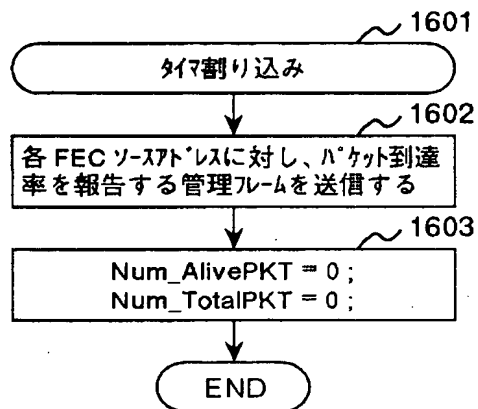 1601
ﾀｲﾏ割り込み
1602
各 FEC ｿｰｽｱﾄﾞﾚｽに対し、ﾊﾟｹｯﾄ到達
率を報告する管理ﾌﾚｰﾑを送信する
1603
Num_AlivePKT = 0 ;
Num_TotalPKT = 0 ;
END